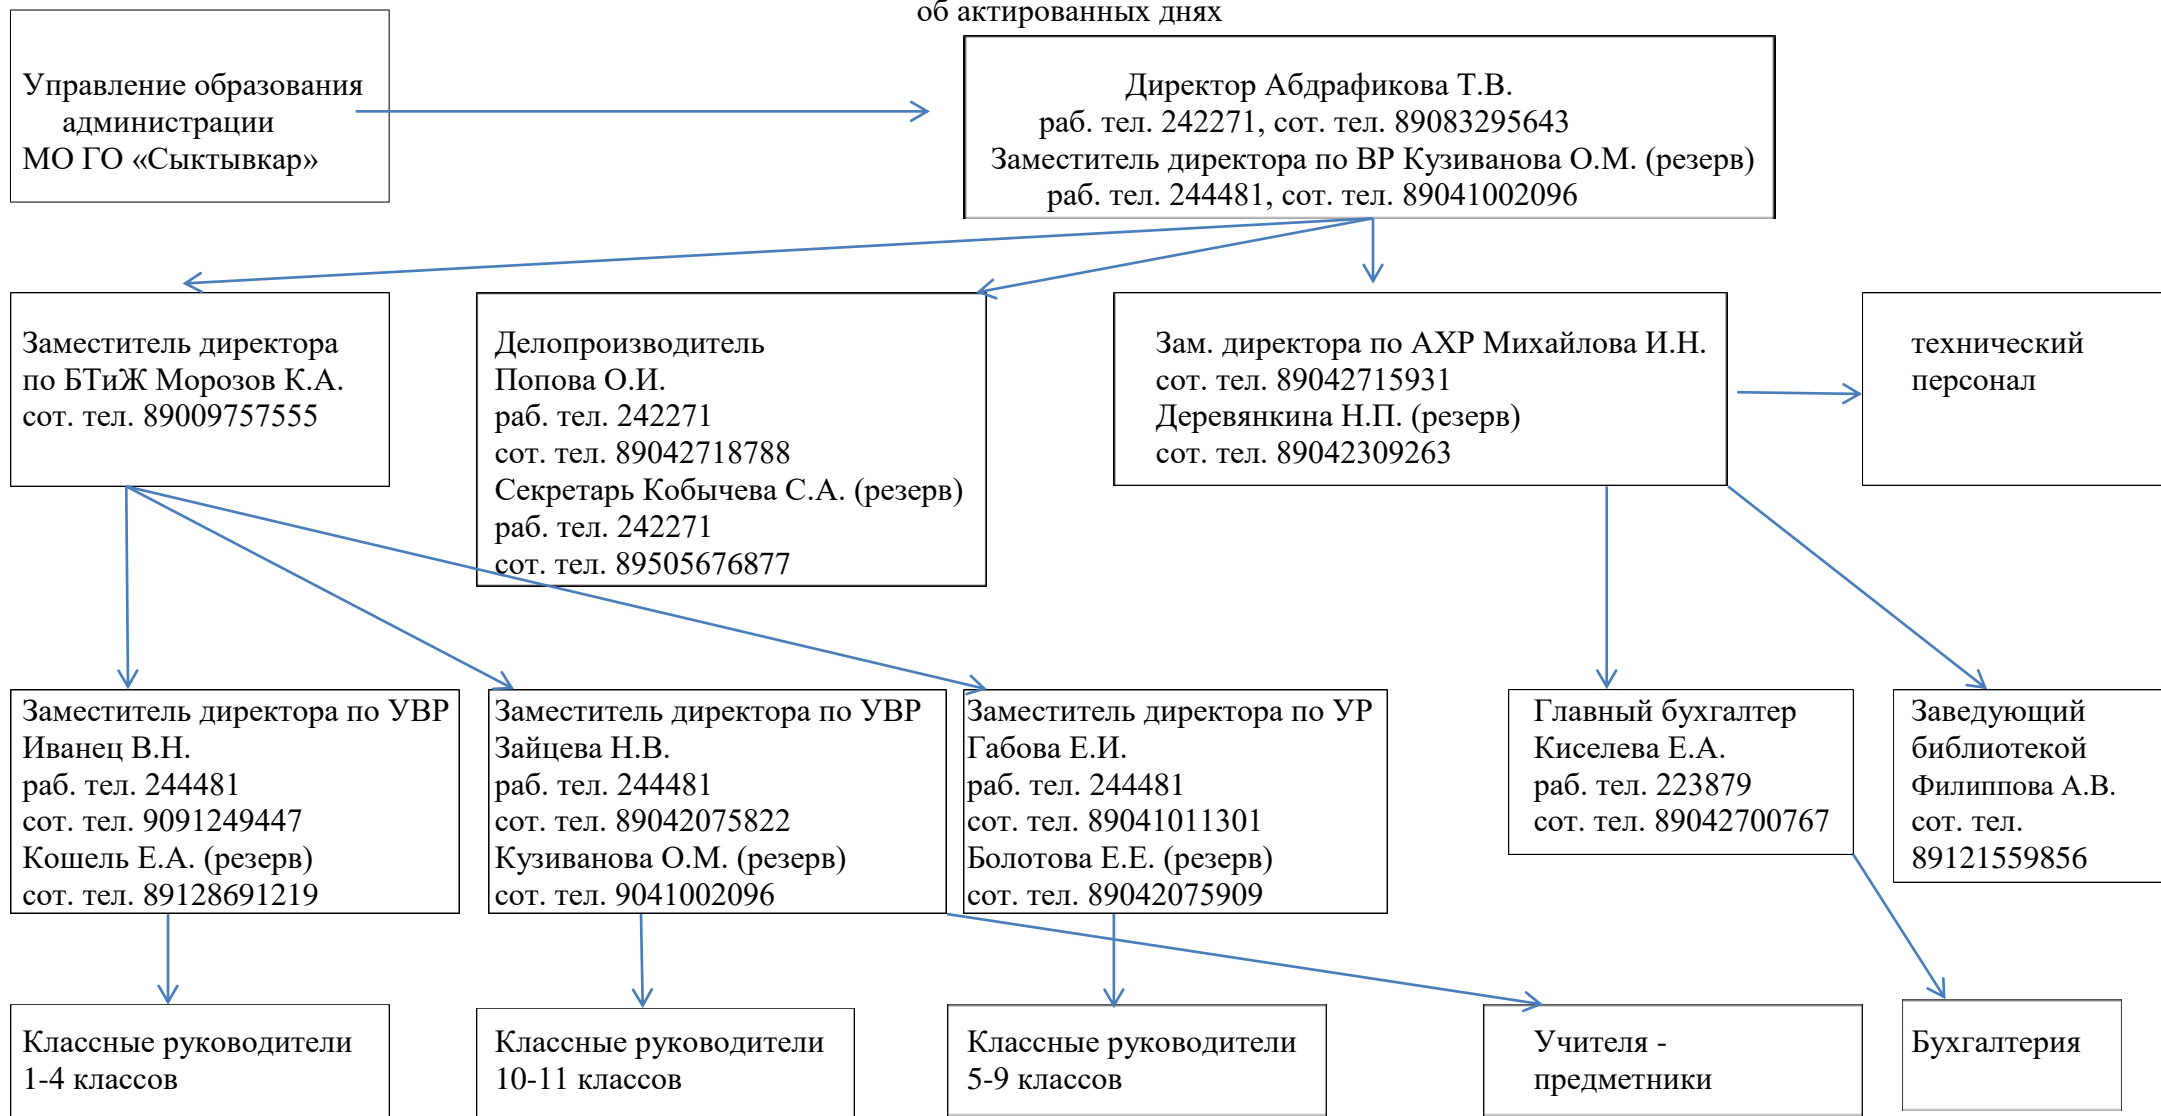 об актированных днях
Управление образования
администрации
МО ГО «Сыктывкар»
Директор Абдрафикова Т.В.
раб. тел. 242271, сот. тел. 89083295643
Заместитель директора по ВР Кузиванова О.М. (резерв)
раб. тел. 244481, сот. тел. 89041002096
Заместитель директора
по БТиЖ Морозов К.А.
сот. тел. 89009757555
Делопроизводитель
Попова О.И.
раб. тел. 242271
сот. тел. 89042718788
Секретарь Кобычева С.А. (резерв)
раб. тел. 242271
сот. тел. 89505676877
Зам. директора по АХР Михайлова И.Н.
сот. тел. 89042715931
Деревянкина Н.П. (резерв)
сот. тел. 89042309263
технический
персонал
Заместитель директора по УВР
Иванец В.Н.
раб. тел. 244481
сот. тел. 9091249447
Кошель Е.А. (резерв)
сот. тел. 89128691219
Заместитель директора по УВР
Зайцева Н.В.
раб. тел. 244481
сот. тел. 89042075822
Кузиванова О.М. (резерв)
сот. тел. 9041002096
Заместитель директора по УР
Габова Е.И.
раб. тел. 244481
сот. тел. 89041011301
Болотова Е.Е. (резерв)
сот. тел. 89042075909
Главный бухгалтер
Киселева Е.А.
раб. тел. 223879
сот. тел. 89042700767
Заведующий
библиотекой
Филиппова А.В.
сот. тел.
89121559856
Классные руководители
1-4 классов
Классные руководители
10-11 классов
Классные руководители
5-9 классов
Учителя -
предметники
Бухгалтерия